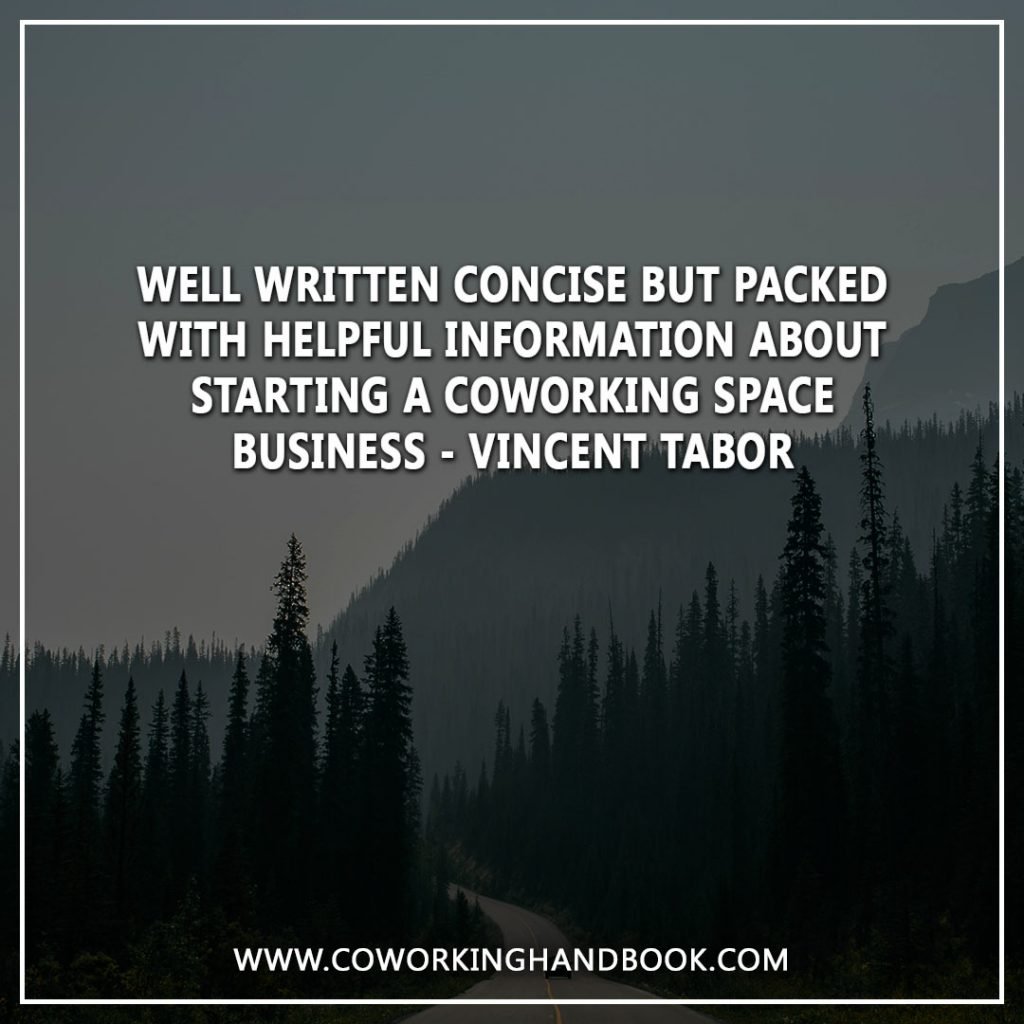 WELL WRITTEN CONCISE BUT PACKED
WITH HELPFUL INFORMATION ABOUT
STARTING A COWORKING SPACE
BUSINESS - VINCENT TABOR
WWW.COWORKINGHANDBOOK.COM